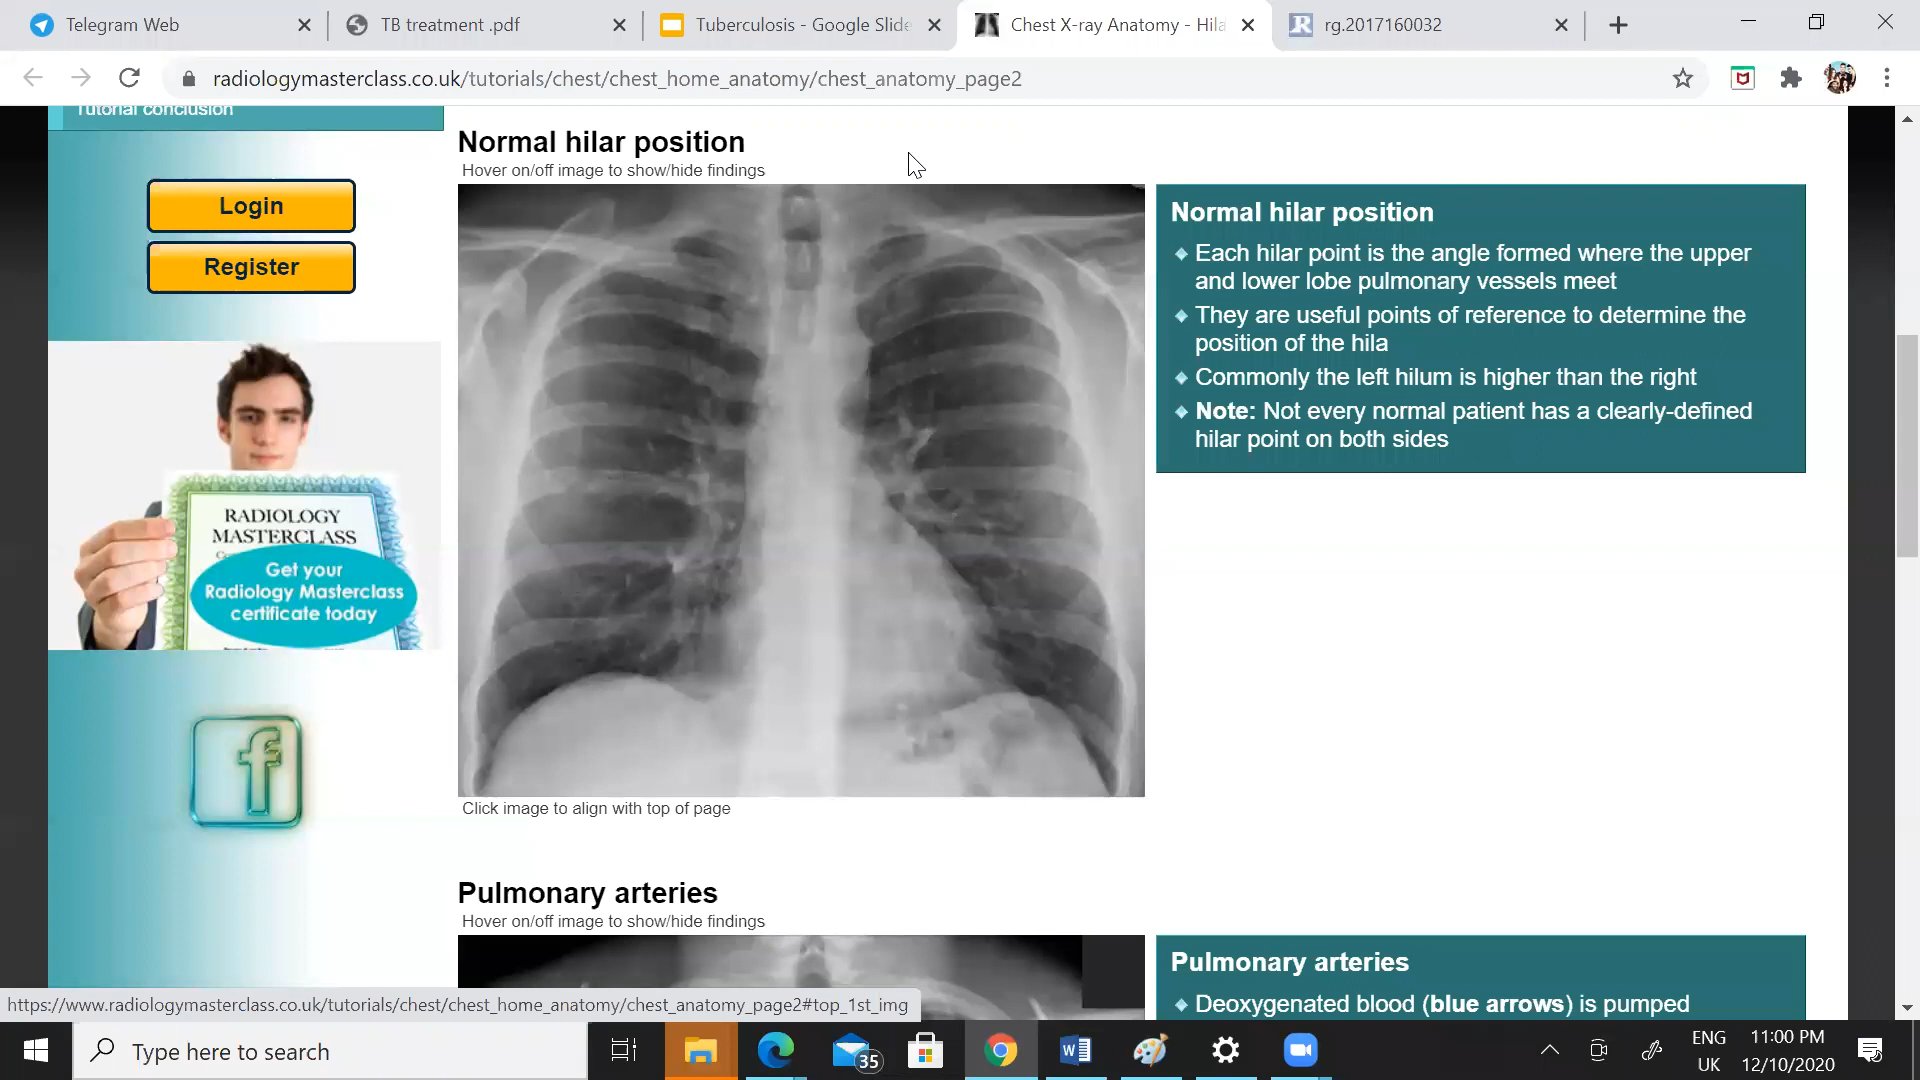 Telegram Web
TB treatment .pdf
Tuberculosis - Google Slide
Chest X-ray Anatomy - Hila
rg.2017160032
radiologymasterclass.co.uk/tutorials/chest/chest_home_anatomy/chest_anatomy_page2
Tutorial conclusion
Login
Register
RADIOLOGY
MASTERCLASS
Get your
Radiology Masterclass
certificate today
Normal hilar position
Hover on/off image to show/hide findings
Click image to align with top of page
Normal hilar position
Each hilar point is the angle formed where the upper
and lower lobe pulmonary vessels meet
They are useful points of reference to determine the
position of the hila
Commonly the left hilum is higher than the right
Note: Not every normal patient has a clearly-defined
hilar point on both sides
Pulmonary arteries
Hover on/off image to show/hide findings
Pulmonary arteries
Deoxygenated blood (blue arrows) is pumped
https://www.radiologymasterclass.co.uk/tutorials/chest/chest_home_anatomy/chest_anatomy_page2#top_1st_img
Type here to search
35
ENG
UK
11:00 PM
12/10/2020